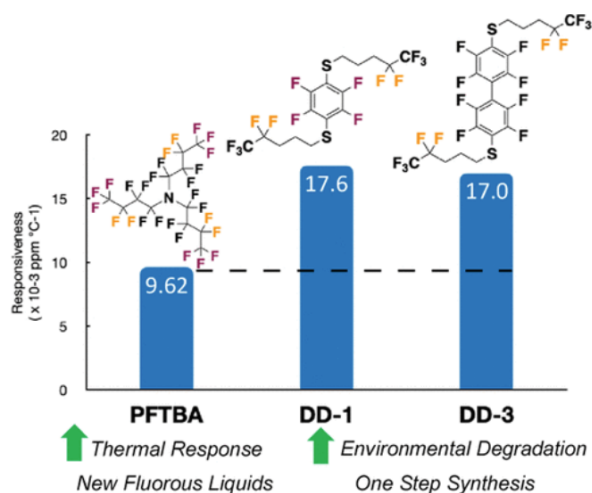 S
CF3
F F
F F
F F
F F
S
F3C
S
CF3
F F
F F
F F
F F
F F
F F
S
F3C
F F F
F F
F F
F F F F
F N F
F F F F
F F F
F F
F F
F
Responsiveness
( x 10-3 ppm °C-1)
20
15
10
5
0
9.62
17.6
17.0
PFTBA DD-1 DD-3
Thermal Response Environmental Degradation
New Fluorous Liquids One Step Synthesis